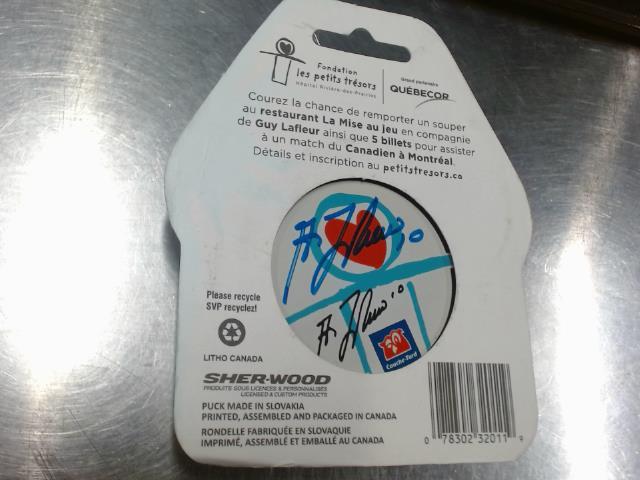 Fondation
les petits trésors
Hôpital Rivière-des-Prairies
Grand partenaire
QUÉBECOR
Courez la chance de remporter un souper
au restaurant La Mise au jeu en compagnie
de Guy Lafleur ainsi que 5 billets pour assister
à un match du Canadien à Montréal.
Détails et inscription au petitstresors.ca
10
10
Couche-Tard
Please recycle
SVP recyclez!
LITHO CANADA
SHER-WOOD
PRODUITS SOUS LICENCES & PERSONNALISÉS
LICENSED & CUSTOM PRODUCTS
PUCK MADE IN SLOVAKIA
PRINTED, ASSEMBLED AND PACKAGED IN CANADA
RONDELLE FABRIQUÉE EN SLOVAQUIE
IMPRIMÉ, ASSEMBLÉ ET EMBALLÉ AU CANADA
0 78302 32011 9